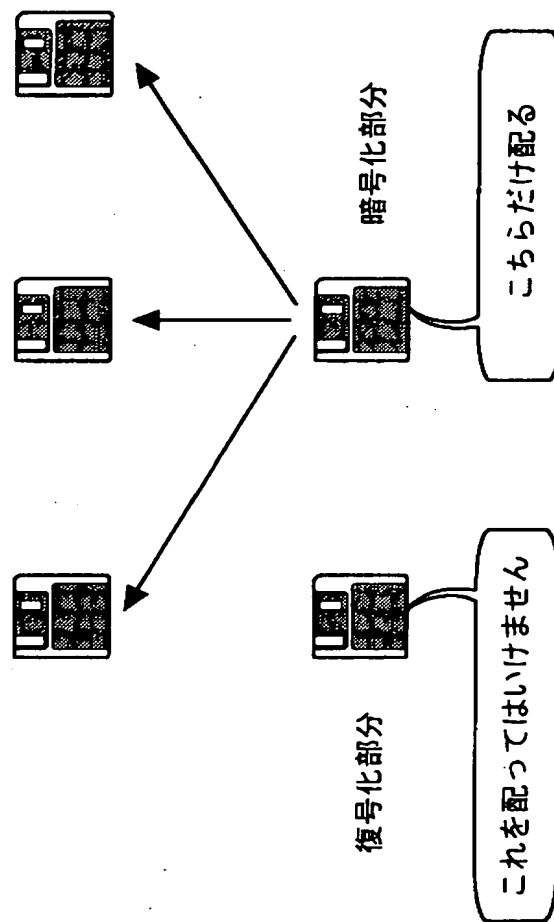 復号化部分
暗号化部分
これを配ってはいけません
こちらだけ配る